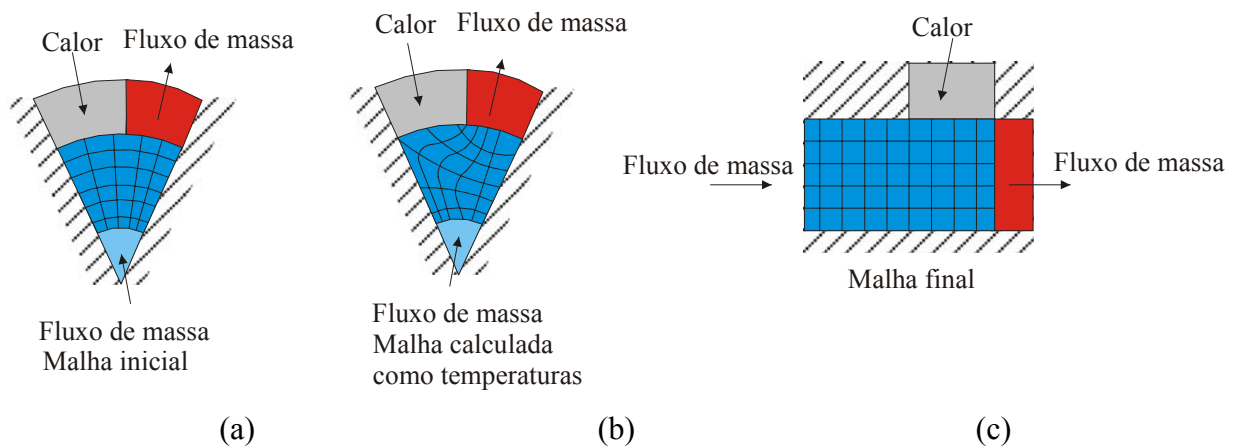 Calor
Fluxo de massa
Fluxo de massa
Malha inicial
(a)
Calor
Fluxo de massa
Fluxo de massa
Malha calculada
como temperaturas
(b)
Calor
Fluxo de massa
Fluxo de massa
Malha final
(c)